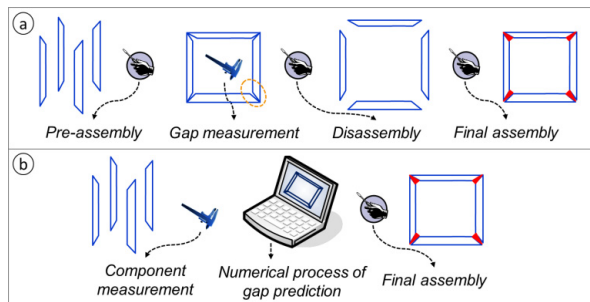 a
Pre-assembly
Gap measurement
Disassembly
Final assembly
b
Component
measurement
Numerical process of
gap prediction
Final assembly